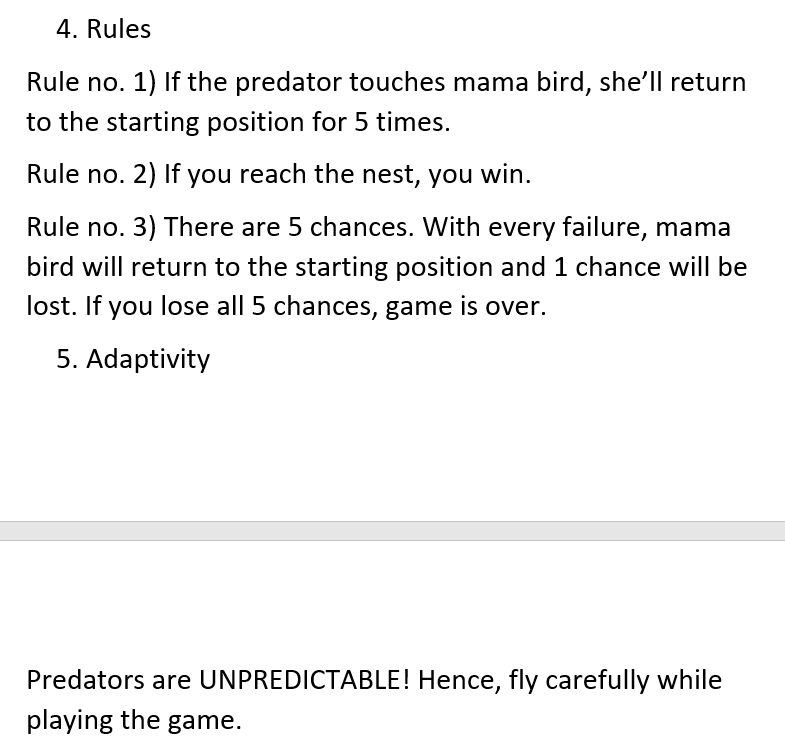 4. Rules
Rule no. 1) If the predator touches mama bird, she’ll return
to the starting position for 5 times.
Rule no. 2) If you reach the nest, you win.
Rule no. 3) There are 5 chances. With every failure, mama
bird will return to the starting position and 1 chance will be
lost. If you lose all 5 chances, game is over.
5. Adaptivity
Predators are UNPREDICTABLE! Hence, fly carefully while
playing the game.